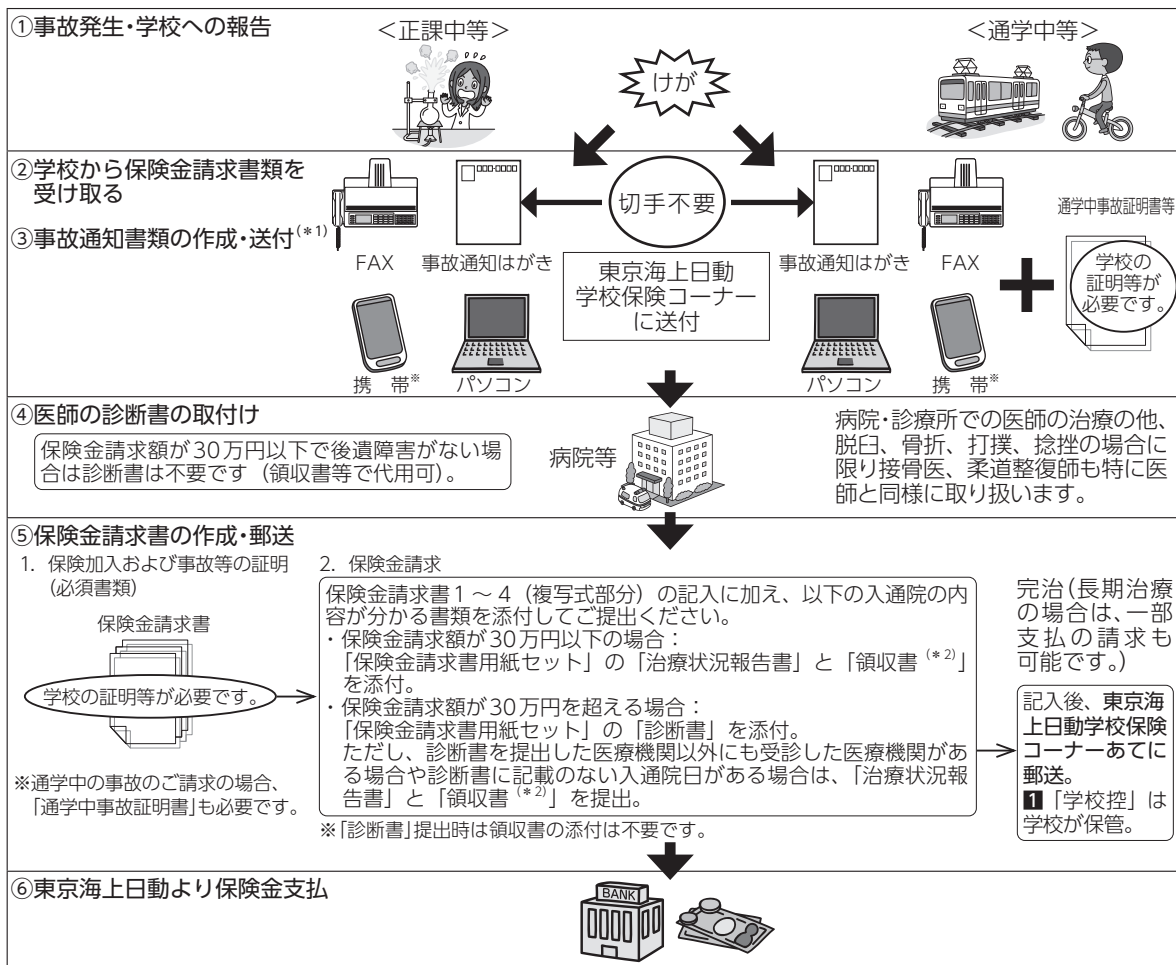 ①事故発生・学校への報告
＜正課中等＞
けが
＜通学中等＞
②学校から保険金請求書類を
受け取る
③事故通知書類の作成・送付(＊1)
FAX
事故通知はがき
携　帯※
パソコン
切手不要
東京海上日動
学校保険コーナー
に送付
事故通知はがき
FAX
パソコン
携　帯※
通学中事故証明書等
学校の
証明等が
必要です。
④医師の診断書の取付け
保険金請求額が30万円以下で後遺障害がない場
合は診断書は不要です（領収書等で代用可）。
病院等
病院・診療所での医師の治療の他、
脱臼、骨折、打撲、捻挫の場合に
限り接骨医、柔道整復師も特に医
師と同様に取り扱います。
⑤保険金請求書の作成・郵送
1. 保険加入および事故等の証明
(必須書類)
保険金請求書
学校の証明等が必要です。
※通学中の事故のご請求の場合、
「通学中事故証明書」も必要です。
2. 保険金請求
保険金請求書1～4（複写式部分）の記入に加え、以下の入通院の内
容が分かる書類を添付してご提出ください。
・保険金請求額が30万円以下の場合：
「保険金請求書用紙セット」の「治療状況報告書」と「領収書(＊2)」
を添付。
・保険金請求額が30万円を超える場合：
「保険金請求書用紙セット」の「診断書」を添付。
ただし、診断書を提出した医療機関以外にも受診した医療機関があ
る場合や診断書に記載のない入通院日がある場合は、「治療状況報
告書」と「領収書(＊2)」を提出。
※「診断書」提出時は領収書の添付は不要です。
完治(長期治療
の場合は、一部
支払の請求も
可能です。)
記入後、東京海
上日動学校保険
コーナーあてに
郵送。
1「学校控」は
学校が保管。
⑥東京海上日動より保険金支払
BANK